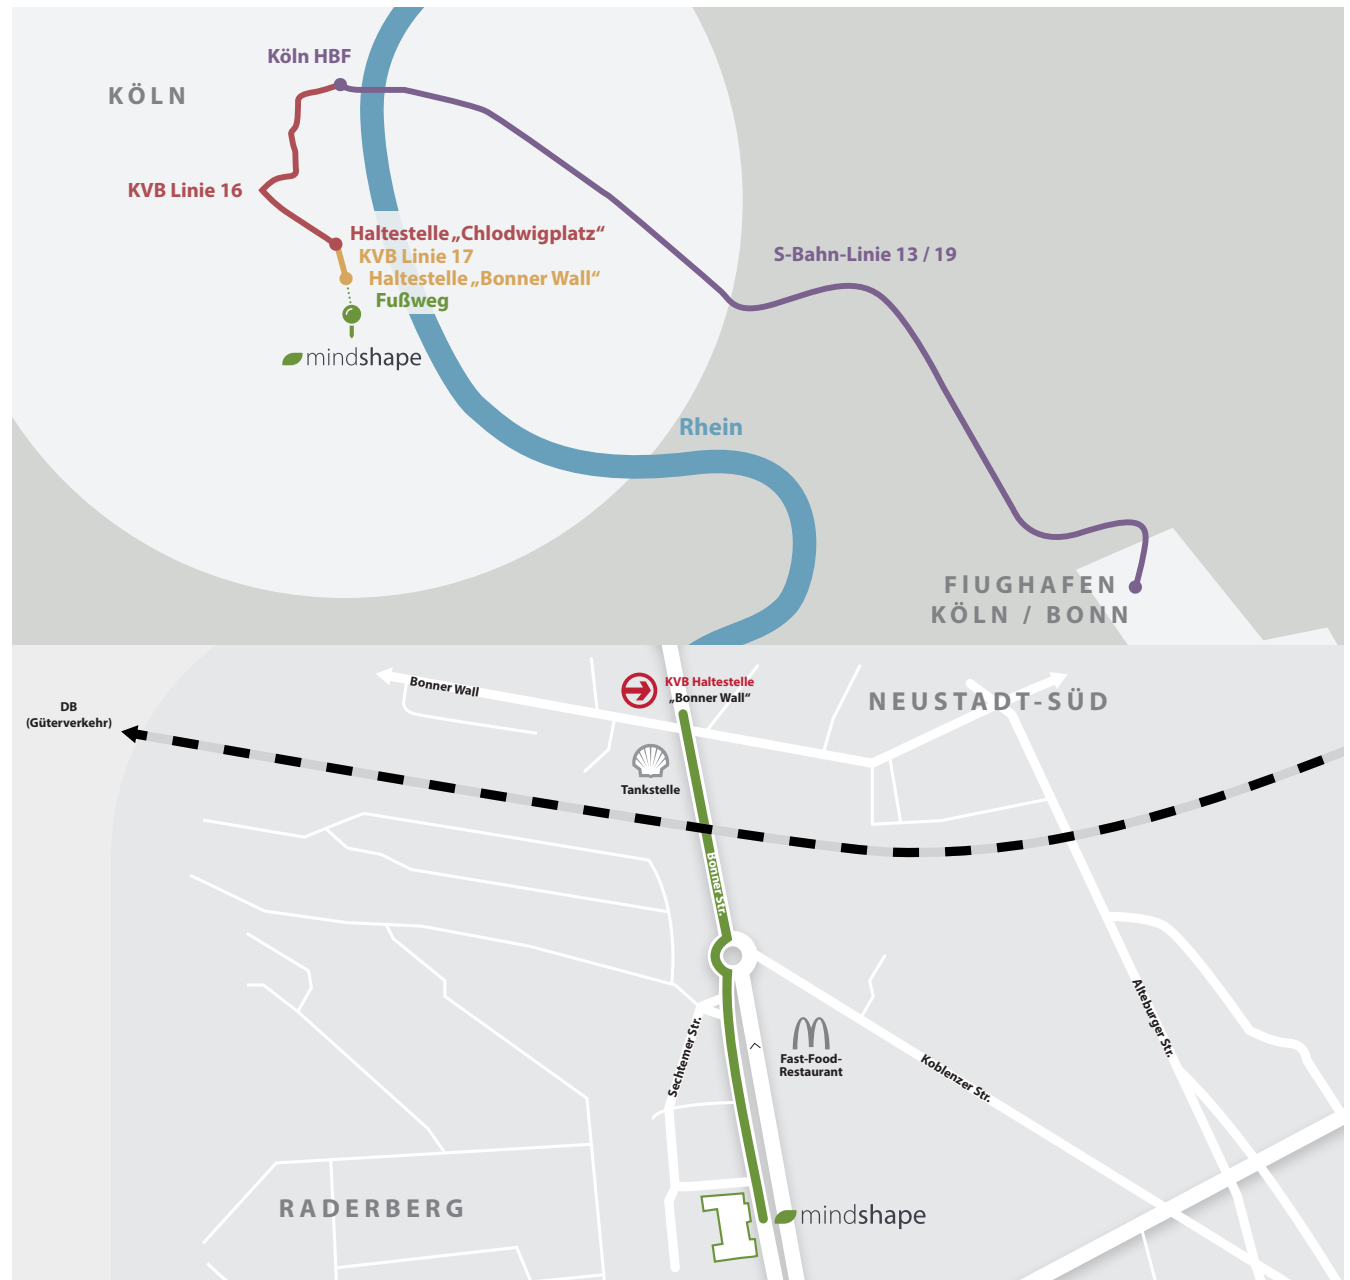 Köln HBF
KÖLN
KVB Linie 16
Haltestelle „Chlodwigplatz“
KVB Linie 17
Haltestelle „Bonner Wall“
Fußweg
mindshape
S-Bahn-Linie 13 / 19
Rhein
FlUGHAFEN
KÖLN / BONN
Bonner Wall
KVB Haltestelle
„Bonner Wall“
NEUSTADT-SÜD
DB
(Güterverkehr)
Tankstelle
Bonner Str.
Sechtemer Str.
Fast-Food-
Restaurant
Koblenzer Str.
Alteburger Str.
RADERBERG
mindshape